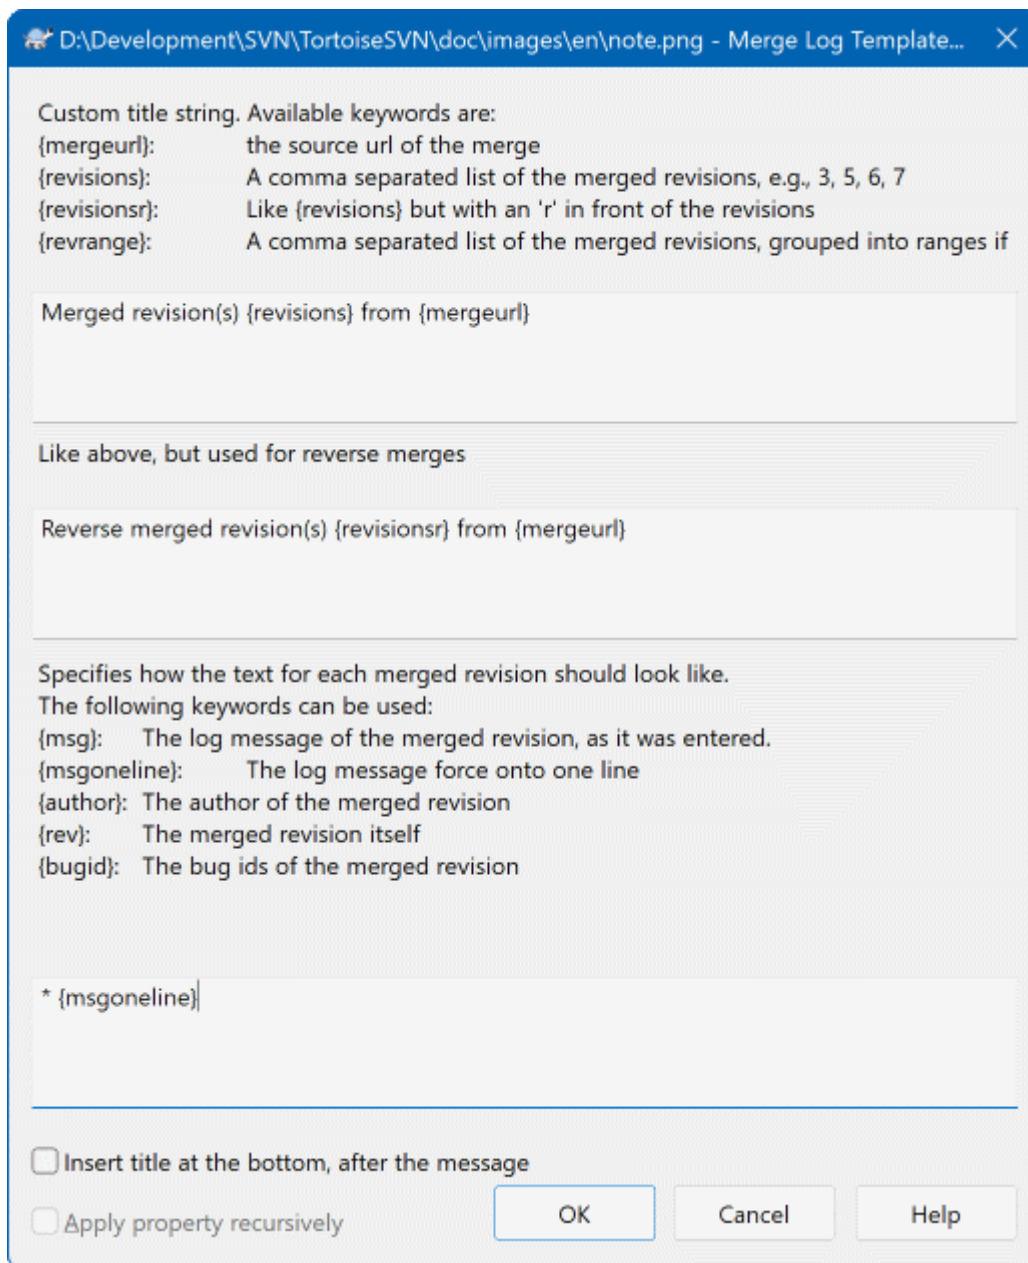 D:\Development\SVN\TortoiseSVN\doc\images\en\note.png - Merge Log Template...
Custom title string. Available keywords are:
{mergeurl}: the source url of the merge
{revisions}: A comma separated list of the merged revisions, e.g., 3, 5, 6, 7
{revisionsr}: Like {revisions} but with an 'r' in front of the revisions
{revrange}: A comma separated list of the merged revisions, grouped into ranges if
Merged revision(s) {revisions} from {mergeurl}
Like above, but used for reverse merges
Reverse merged revision(s) {revisionsr} from {mergeurl}
Specifies how the text for each merged revision should look like.
The following keywords can be used:
{msg}: The log message of the merged revision, as it was entered.
{msgoneline}: The log message force onto one line
{author}: The author of the merged revision
{rev}: The merged revision itself
{bugid}: The bug ids of the merged revision
* {msgoneline}
Insert title at the bottom, after the message
Apply property recursively
OK
Cancel
Help